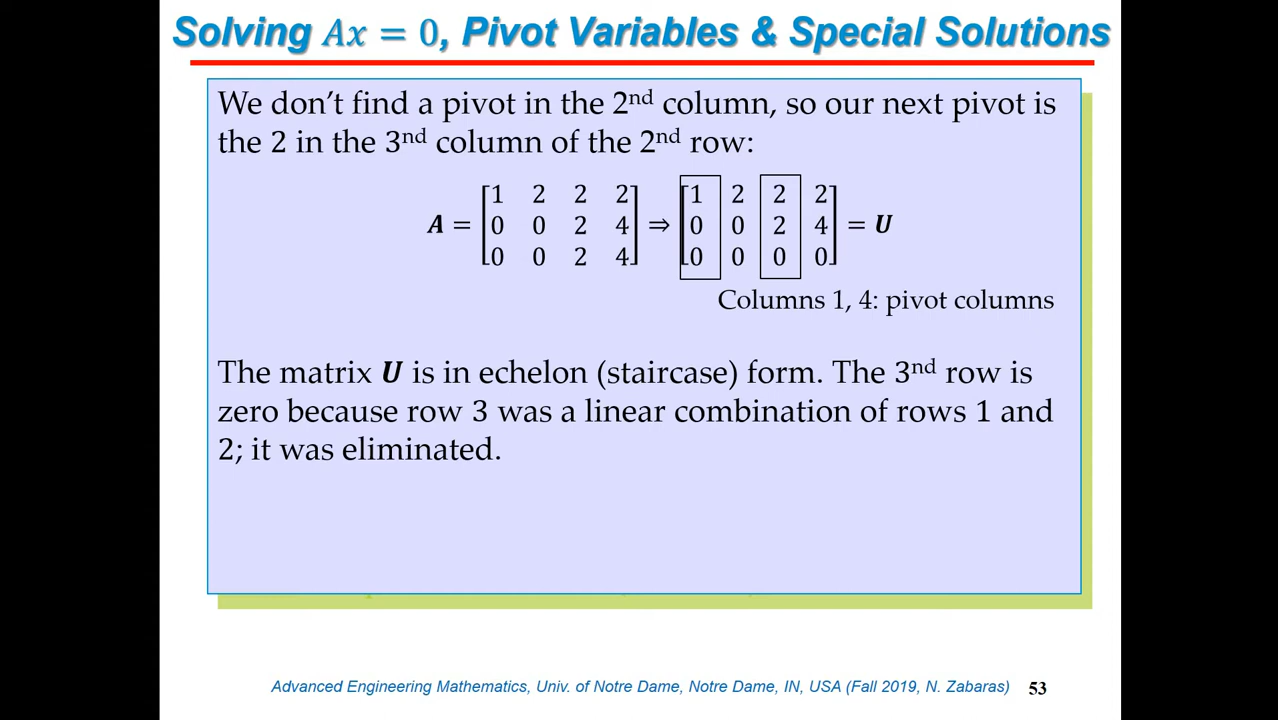 Solving 𝐴𝑥 = 0, Pivot Variables & Special Solutions
We don’t find a pivot in the 2nd column, so our next pivot is
the 2 in the 3nd column of the 2nd row:
1 2 2 2 1 2 2 2
𝑨 = 0 0 2 4 ⇒ 0 0 2 4 = 𝑼
0 0 2 4 0 0 0 0
Columns 1, 4: pivot columns
The matrix 𝑼 is in echelon (staircase) form. The 3nd row is
zero because row 3 was a linear combination of rows 1 and
2; it was eliminated.
Advanced Engineering Mathematics, Univ. of Notre Dame, Notre Dame, IN, USA (Fall 2019, N. Zabaras) 53